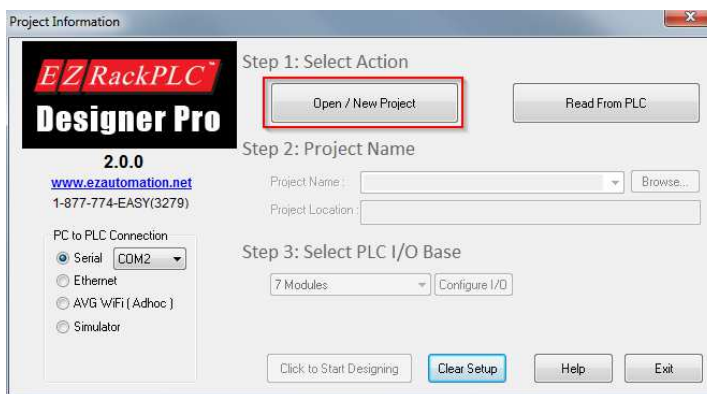 Project Information
EZRackPLC™
Designer Pro
2.0.0
www.ezautomation.net
1-877-774-EASY(3279)
PC to PLC Connection
Serial COM2
Ethernet
AVG WiFi ( Adhoc )
Simulator
Step 1: Select Action
Open / New Project Read From PLC
Step 2: Project Name
Project Name : Browse...
Project Location :
Step 3: Select PLC I/O Base
7 Modules Configure I/O
Click to Start Designing Clear Setup Help Exit